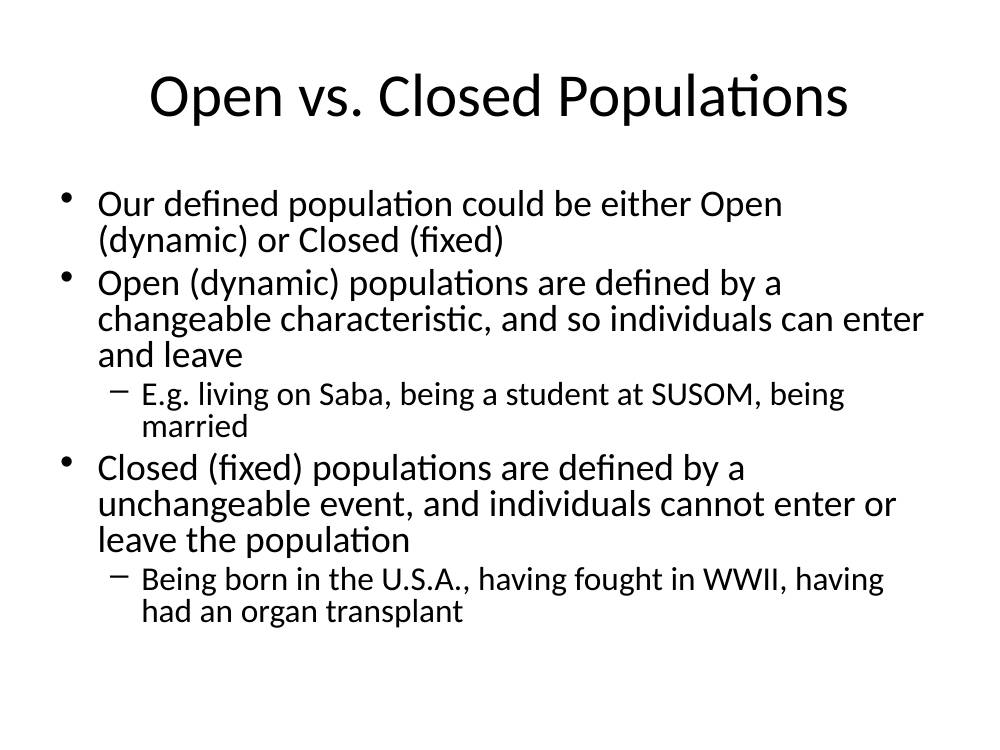 Open vs. Closed Populations
• Our defined population could be either Open
(dynamic) or Closed (fixed)
• Open (dynamic) populations are defined by a
changeable characteristic, and so individuals can enter
and leave
– E.g. living on Saba, being a student at SUSOM, being
married
• Closed (fixed) populations are defined by a
unchangeable event, and individuals cannot enter or
leave the population
– Being born in the U.S.A., having fought in WWII, having
had an organ transplant